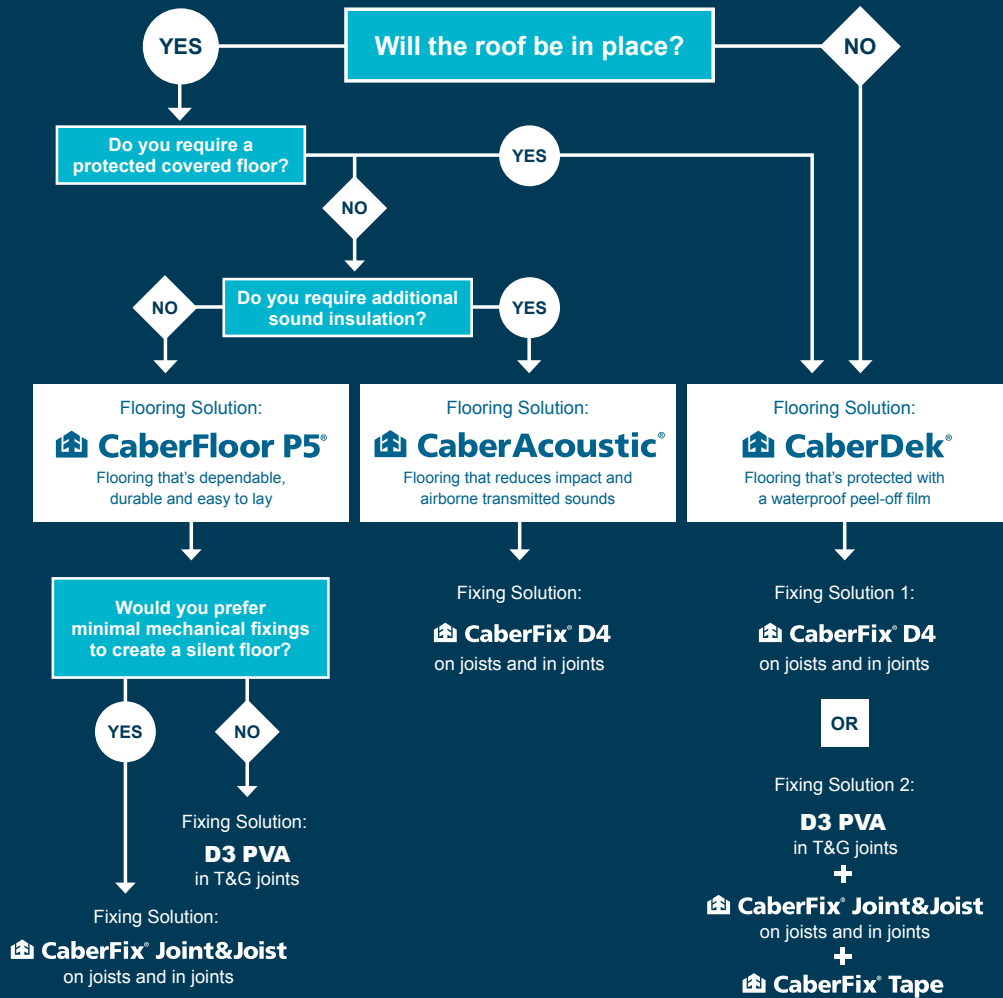 YES
Will the roof be in place?
NO
Do you require a
protected covered floor?
YES
NO
Do you require additional
sound insulation?
NO
YES
Flooring Solution:
CaberFloor P5®
Flooring that's dependable,
durable and easy to lay
Flooring Solution:
CaberAcoustic®
Flooring that reduces impact and
airborne transmitted sounds
Flooring Solution:
CaberDek®
Flooring that's protected with
a waterproof peel-off film
Would you prefer
minimal mechanical fixings
to create a silent floor?
YES
NO
Fixing Solution:
D3 PVA
in T&G joints
Fixing Solution:
CaberFix® Joint&Joist
on joists and in joints
Fixing Solution:
CaberFix® D4
on joists and in joints
Fixing Solution 1:
CaberFix® D4
on joists and in joints
OR
Fixing Solution 2:
D3 PVA
in T&G joints
+
CaberFix® Joint&Joist
on joists and in joints
+
CaberFix® Tape